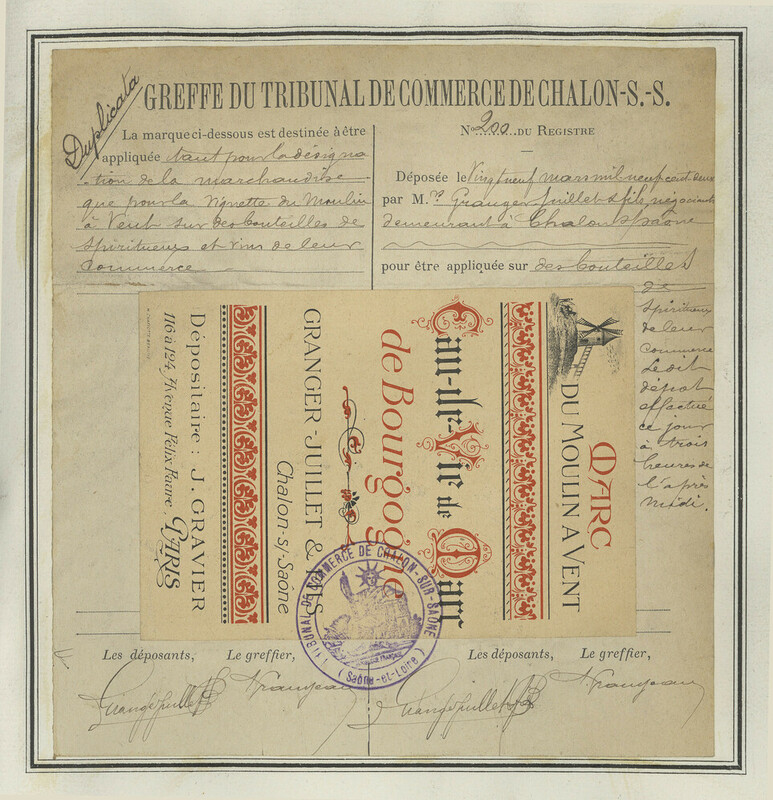 Duplicata
GREFFE DU TRIBUNAL DE COMMERCE DE CHALON-S.-S.
La marque ci-dessous est destinée à être
appliquée tant pour la désigna
tion de la marchandise
que pour la vignette du Moulin
à Vent sur des bouteilles de
spiritueux et vins de leur
commerce
No 200 DU REGISTRE
Déposée le Vingt neuf mars mil neuf cent deux
par M.rs Granger Juillet & fils, négociants
demeurant à Chalon s/Saône
pour être appliquée sur des bouteilles
de
spiritueux
de leur
commerce
Le dit
dépôt
effectué
ce jour
à trois
heures de
l'après
midi.
MARC
DU MOULIN A VENT
Eau-de-Vie de Marc
de Bourgogne
GRANGER-JUILLET & FILS
Chalon-s/-Saône
Dépositaire : J. GRAVIER
116 à 124, Avenue Félix Faure, PARIS
TRIBUNAL DE COMMERCE DE CHALON-SUR-SAÔNE
(Saône-et-Loire)
Les déposants, Le greffier,
Les déposants, Le greffier,